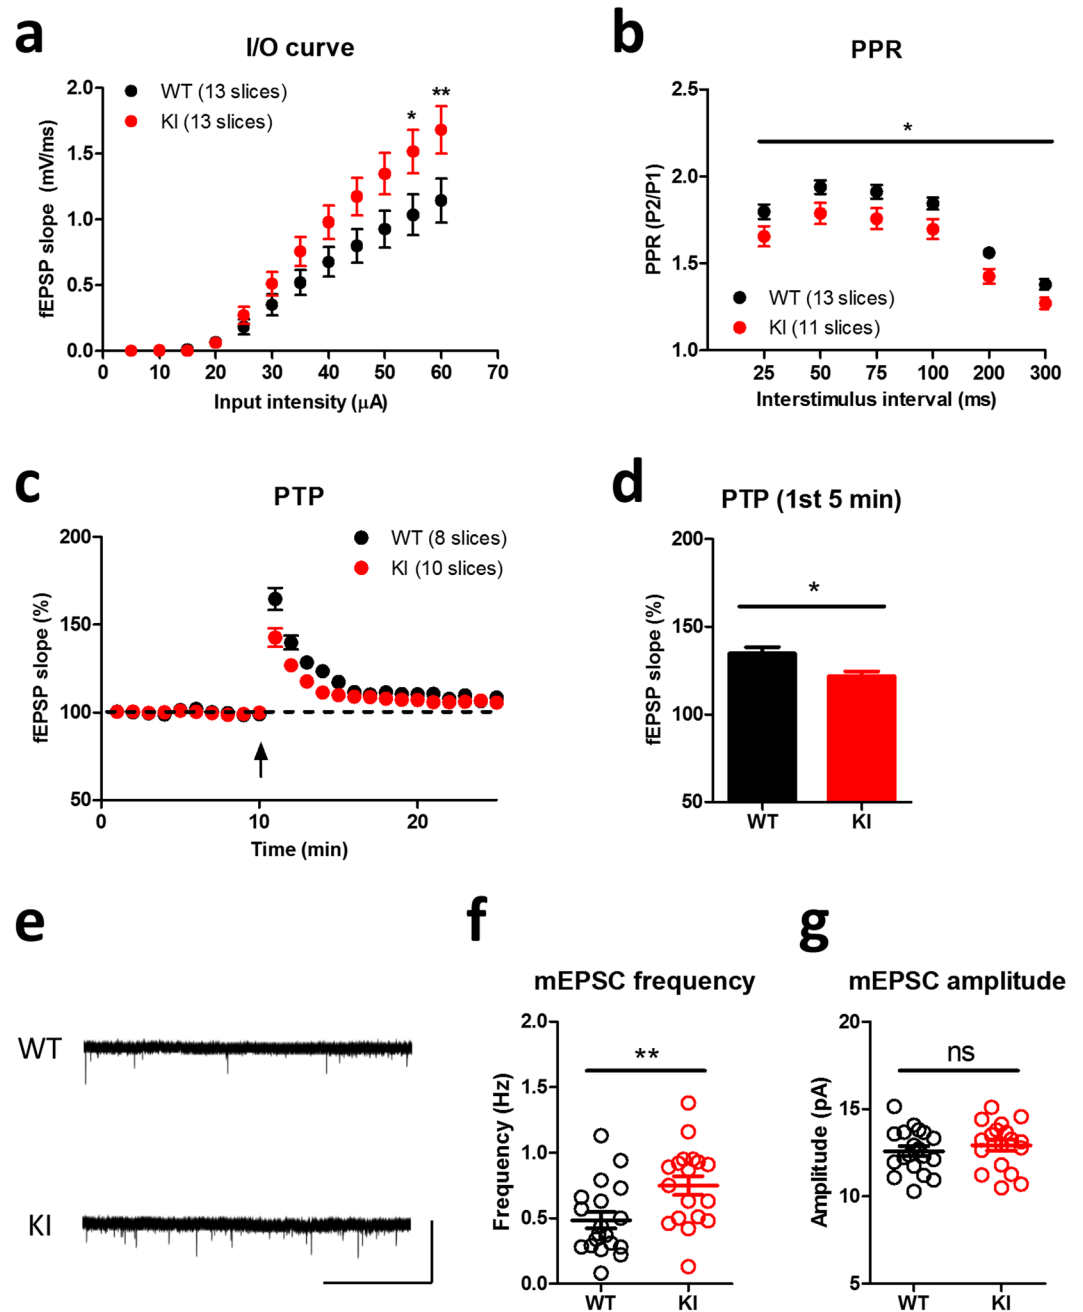 a
I/O curve
2.0
1.5
1.0
0.5
0.0
fEPSP slope (mV/ms)
WT (13 slices)
KI (13 slices)
*
**
0 10 20 30 40 50 60 70
Input intensity (μA)
b
PPR
2.5
2.0
1.5
1.0
PPR (P2/P1)
*
WT (13 slices)
KI (11 slices)
25 50 75 100 200 300
Interstimulus interval (ms)
c
PTP
200
150
100
50
fEPSP slope (%)
WT (8 slices)
KI (10 slices)
0 10 20
Time (min)
d
PTP (1st 5 min)
200
150
100
50
fEPSP slope (%)
*
WT KI
e
WT
KI
f
mEPSC frequency
2.0
1.5
1.0
0.5
0.0
Frequency (Hz)
**
WT KI
g
mEPSC amplitude
20
15
10
5
Amplitude (pA)
ns
WT KI